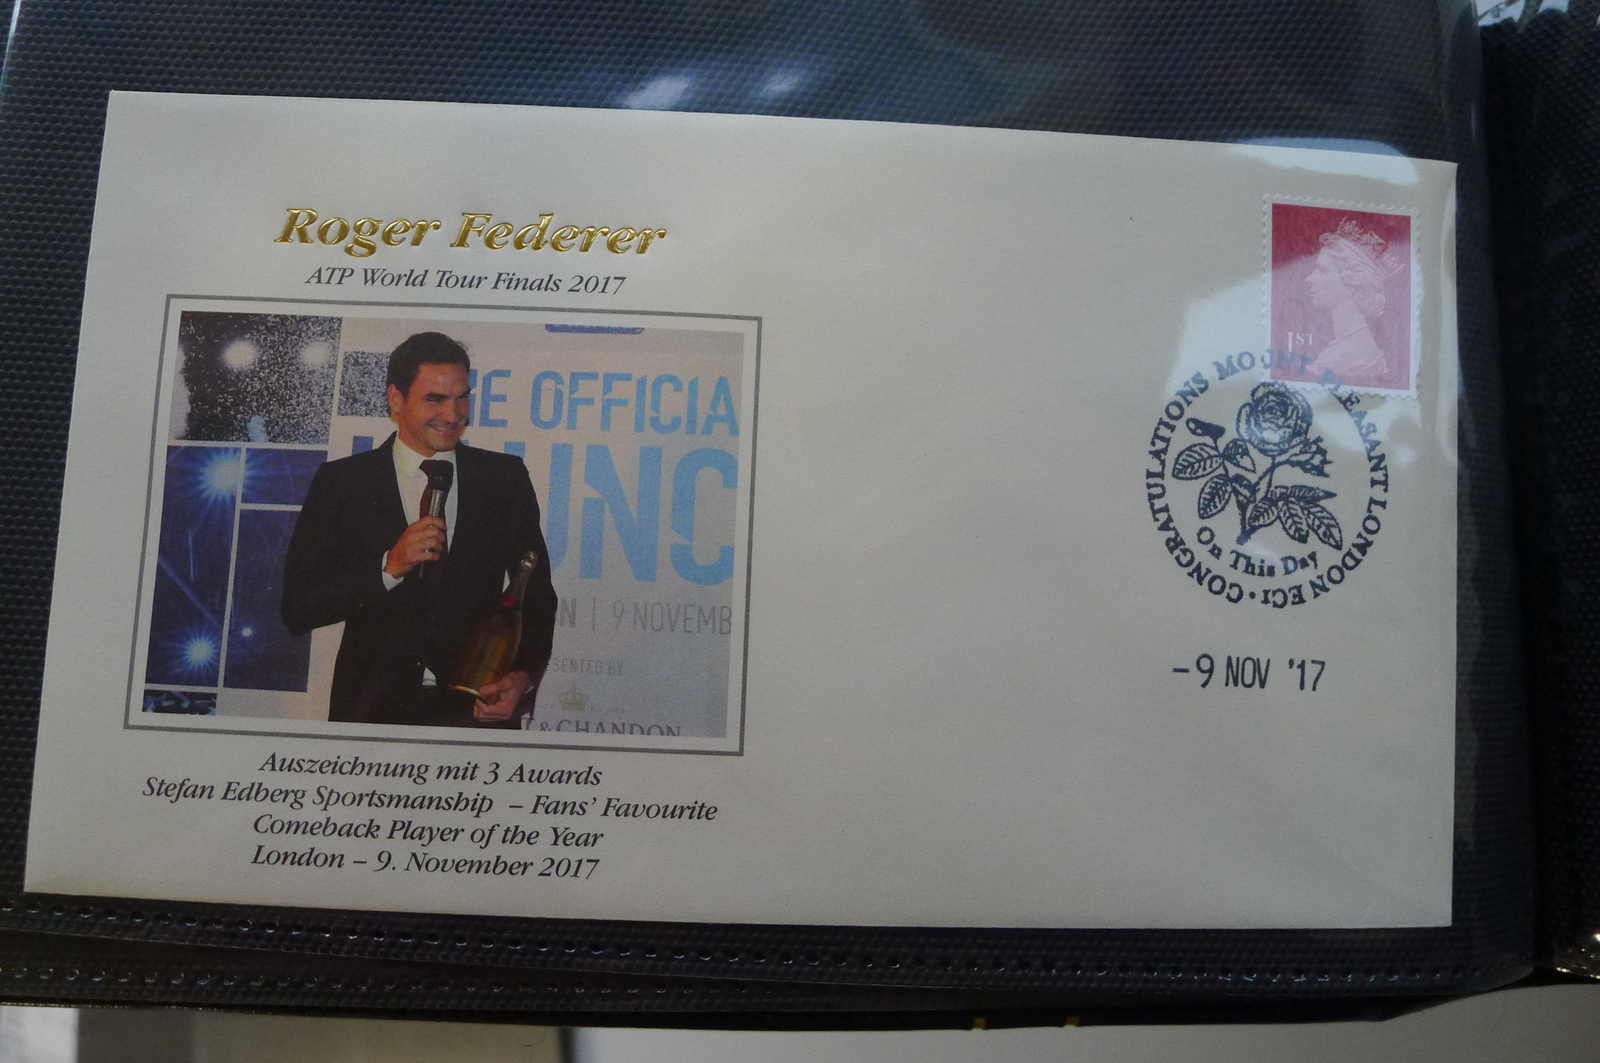 Roger Federer
ATP World Tour Finals 2017
THE OFFICIA
UNC
N | 9 NOVEMB
ESENTED BY
T & CHANDON
Auszeichnung mit 3 Awards
Stefan Edberg Sportsmanship – Fans' Favourite
Comeback Player of the Year
London – 9. November 2017
1ST
CONGRATULATIONS MOUNT PLEASANT LONDON EC1 •
On This Day
-9 NOV '17